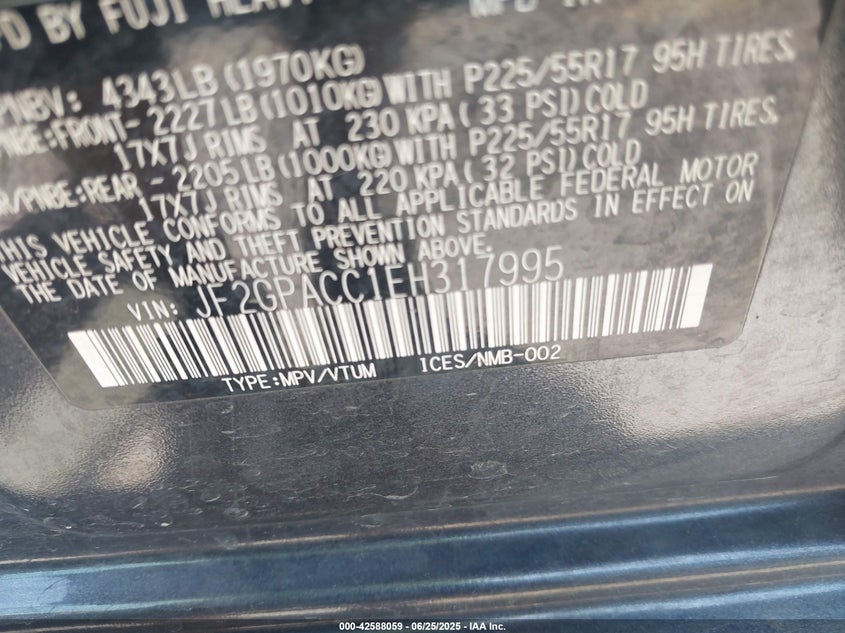 FD BY FUJI HEAVY
MFD IN
PNBV: 4343LB(1970KG)
PNBE:FRONT- 2227LB(1010KG)WITH P225/55R17 95H TIRES,
17X7J RIMS AT 230 KPA(33 PSI)COLD
R/PNBE:REAR - 2205LB(1000KG)WITH P225/55R17 95H TIRES,
17X7J RIMS AT 220 KPA(32 PSI)COLD
THIS VEHICLE CONFORMS TO ALL APPLICABLE FEDERAL MOTOR
VEHICLE SAFETY AND THEFT PREVENTION STANDARDS IN EFFECT ON
THE DATE OF MANUFACTURE SHOWN ABOVE.
VIN: JF2GPACC1EH317995
TYPE:MPV/VTUM ICES/NMB-002
000-42588059 | 06/25/2025 - IAA Inc.